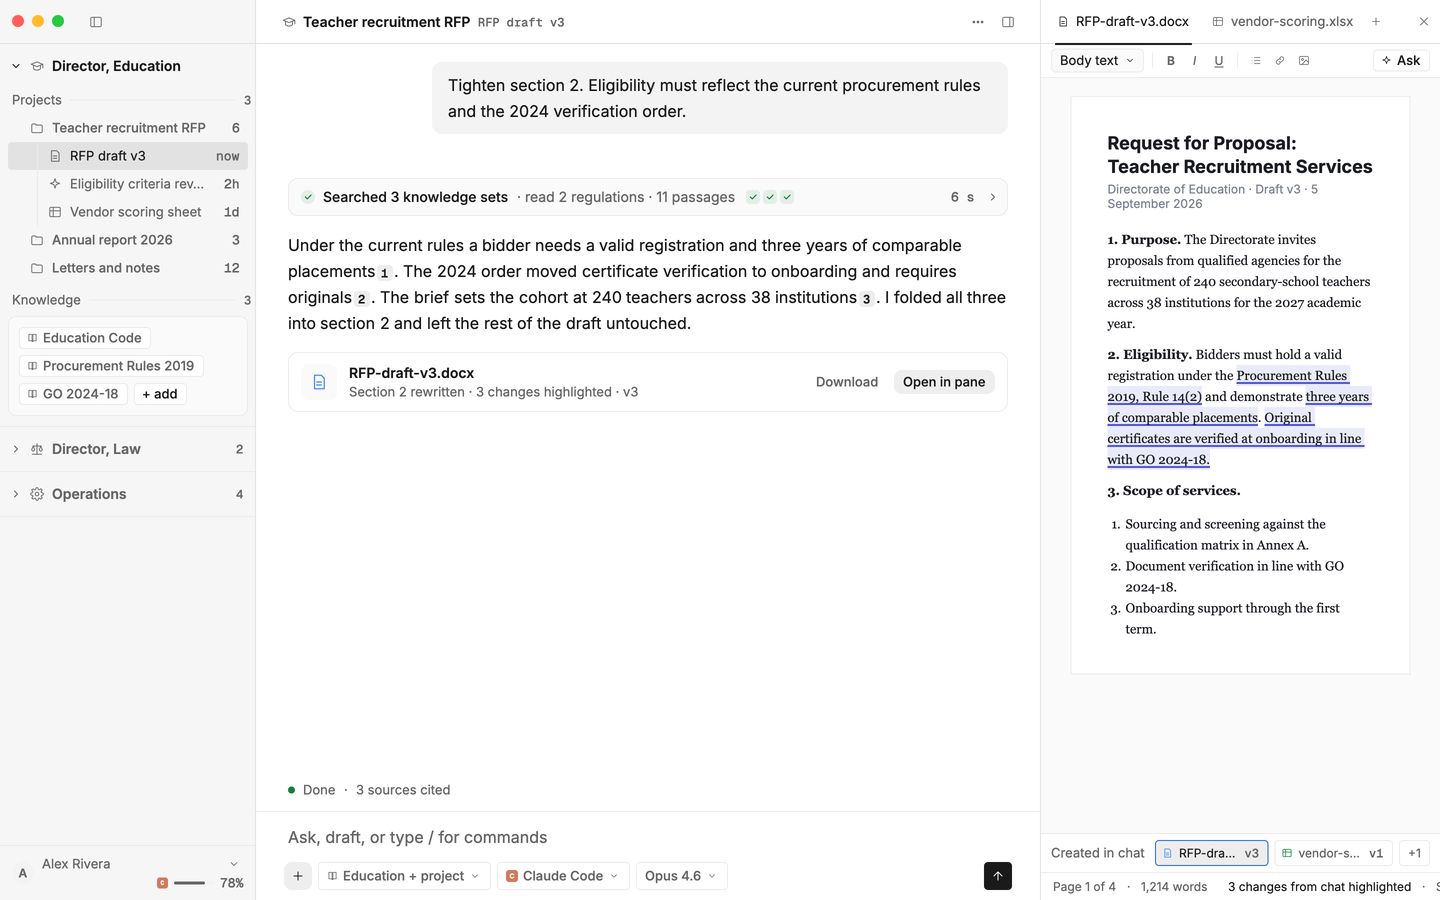 Director, Education
Projects 3
Teacher recruitment RFP 6
RFP draft v3 now
Eligibility criteria rev... 2h
Vendor scoring sheet 1d
Annual report 2026 3
Letters and notes 12
Knowledge 3
Education Code
Procurement Rules 2019
GO 2024-18 + add
Director, Law 2
Operations 4
A Alex Rivera
C 78%
Teacher recruitment RFP RFP draft v3
Tighten section 2. Eligibility must reflect the current procurement rules
and the 2024 verification order.
Searched 3 knowledge sets · read 2 regulations · 11 passages 6 s
Under the current rules a bidder needs a valid registration and three years of comparable
placements 1 . The 2024 order moved certificate verification to onboarding and requires
originals 2 . The brief sets the cohort at 240 teachers across 38 institutions 3 . I folded all three
into section 2 and left the rest of the draft untouched.
RFP-draft-v3.docx
Section 2 rewritten · 3 changes highlighted · v3
Download Open in pane
Done · 3 sources cited
Ask, draft, or type / for commands
+ Education + project C Claude Code Opus 4.6
RFP-draft-v3.docx vendor-scoring.xlsx +
Body text B I U Ask
Request for Proposal:
Teacher Recruitment Services
Directorate of Education · Draft v3 · 5
September 2026
1. Purpose. The Directorate invites
proposals from qualified agencies for the
recruitment of 240 secondary-school teachers
across 38 institutions for the 2027 academic
year.
2. Eligibility. Bidders must hold a valid
registration under the Procurement Rules
2019, Rule 14(2) and demonstrate three years
of comparable placements. Original
certificates are verified at onboarding in line
with GO 2024-18.
3. Scope of services.
1. Sourcing and screening against the
qualification matrix in Annex A.
2. Document verification in line with GO
2024-18.
3. Onboarding support through the first
term.
Created in chat RFP-dra... v3 vendor-s... v1 +1
Page 1 of 4 · 1,214 words 3 changes from chat highlighted ·